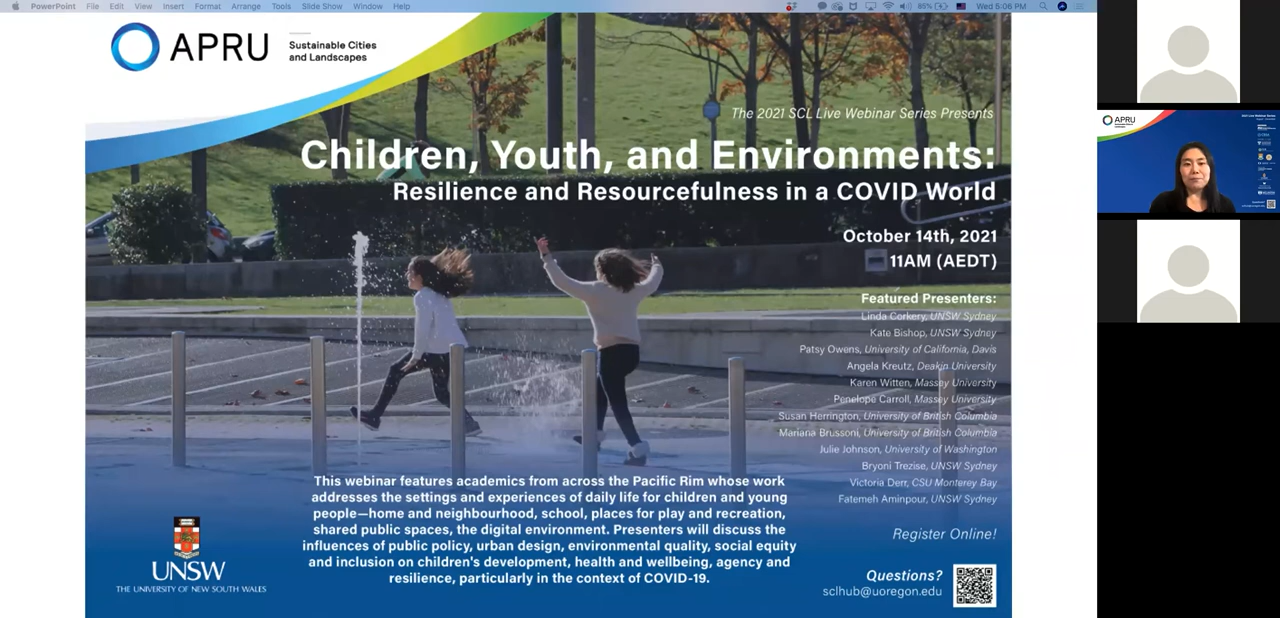 PowerPoint File Edit View Insert Format Arrange Tools Slide Show Window Help 85% Wed 5:06 PM
APRU Sustainable Cities
and Landscapes
The 2021 SCL Live Webinar Series Presents
Children, Youth, and Environments:
Resilience and Resourcefulness in a COVID World
October 14th, 2021
11AM (AEDT)
Featured Presenters:
Linda Corkery, UNSW Sydney
Kate Bishop, UNSW Sydney
Patsy Owens, University of California, Davis
Angela Kreutz, Deakin University
Karen Witten, Massey University
Penelope Carroll, Massey University
Susan Herrington, University of British Columbia
Mariana Brussoni, University of British Columbia
Julie Johnson, University of Washington
Bryoni Trezise, UNSW Sydney
Victoria Derr, CSU Monterey Bay
Fatemeh Aminpour, UNSW Sydney
This webinar features academics from across the Pacific Rim whose work
addresses the settings and experiences of daily life for children and young
people—home and neighbourhood, school, places for play and recreation,
shared public spaces, the digital environment. Presenters will discuss the
influences of public policy, urban design, environmental quality, social equity
and inclusion on children's development, health and wellbeing, agency and
resilience, particularly in the context of COVID-19.
Register Online!
Questions?
sclhub@uoregon.edu
UNSW
THE UNIVERSITY OF NEW SOUTH WALES
APRU